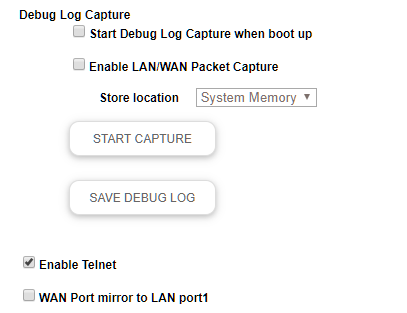 Debug Log Capture
Start Debug Log Capture when boot up
Enable LAN/WAN Packet Capture
Store location System Memory
START CAPTURE
SAVE DEBUG LOG
Enable Telnet
WAN Port mirror to LAN port1